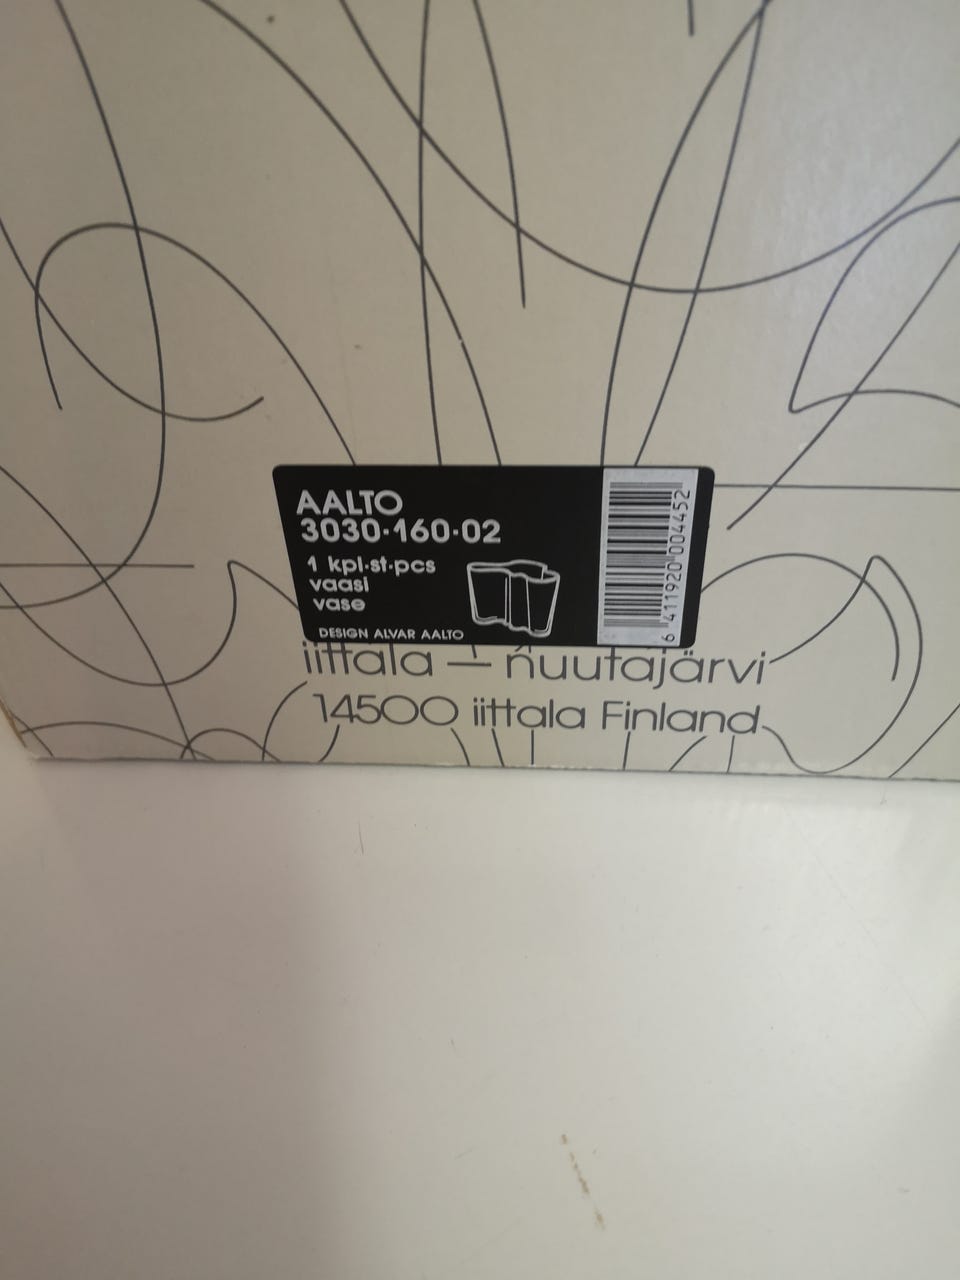 AALTO
3030·160·02
1 kpl·st·pcs
vaasi
vase
DESIGN ALVAR AALTO
6 411920 004452
iittala – nuutajärvi
14500 iittala Finland